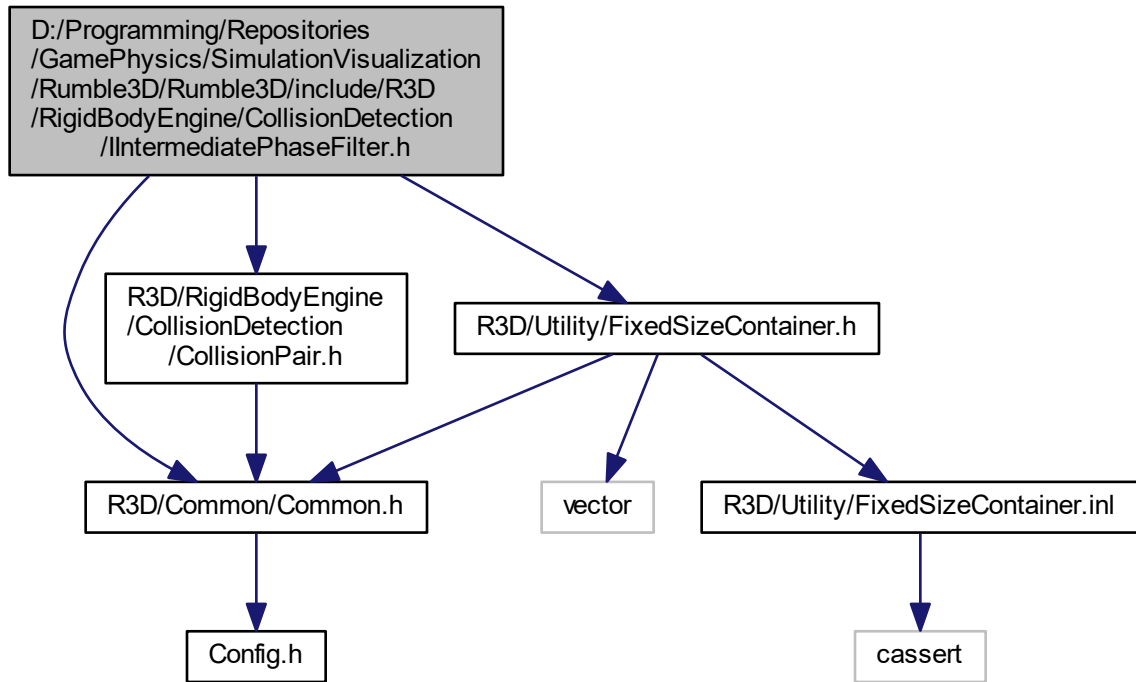 D:/Programming/Repositories
/GamePhysics/SimulationVisualization
/Rumble3D/Rumble3D/include/R3D
/RigidBodyEngine/CollisionDetection
/IIntermediatePhaseFilter.h
R3D/RigidBodyEngine
/CollisionDetection
/CollisionPair.h
R3D/Utility/FixedSizeContainer.h
R3D/Common/Common.h
vector
R3D/Utility/FixedSizeContainer.inl
Config.h
cassert